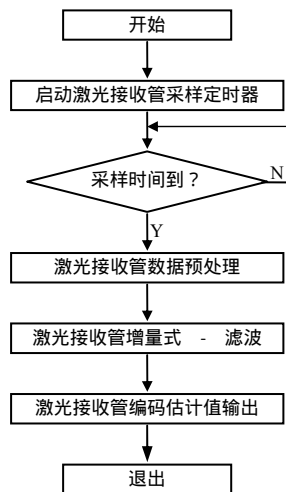 开始
启动激光接收管采样定时器
采样时间到？
N
Y
激光接收管数据预处理
激光接收管增量式 - 滤波
激光接收管编码估计值输出
退出